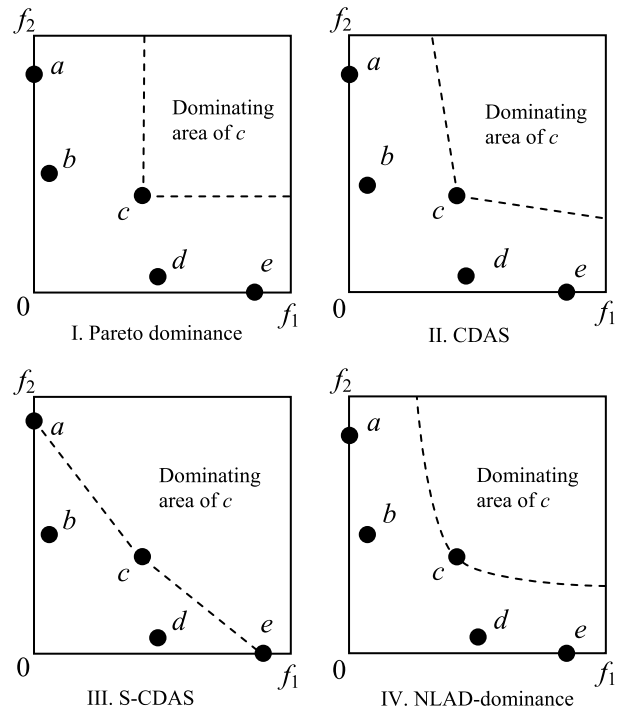 f2
a
Dominating
area of c
b
c
d
e
0
f1
I. Pareto dominance
f2
a
Dominating
area of c
b
c
d
e
0
f1
II. CDAS
f2
a
Dominating
area of c
b
c
d
e
0
f1
III. S-CDAS
f2
a
Dominating
area of c
b
c
d
e
0
f1
IV. NLAD-dominance